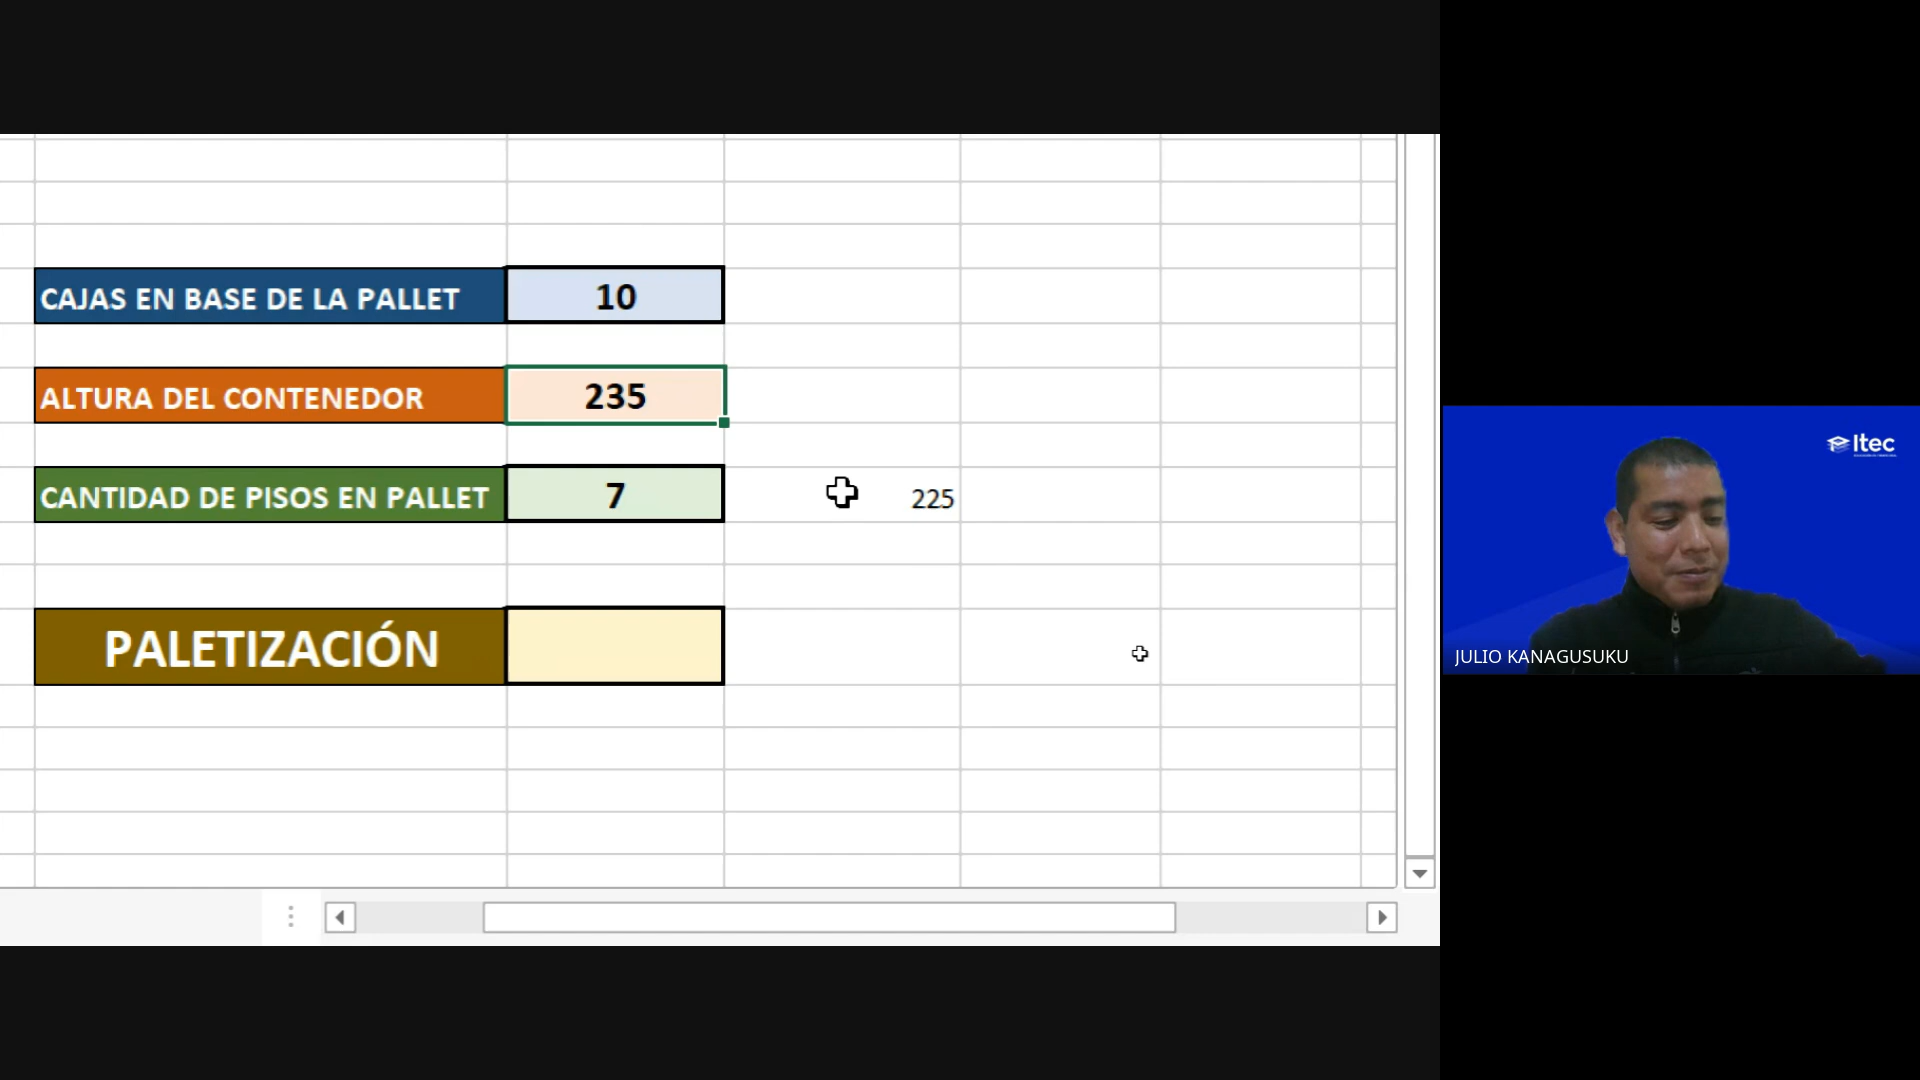 CAJAS EN BASE DE LA PALLET 10
ALTURA DEL CONTENEDOR 235
CANTIDAD DE PISOS EN PALLET 7 225
PALETIZACIÓN
Itec
JULIO KANAGUSUKU